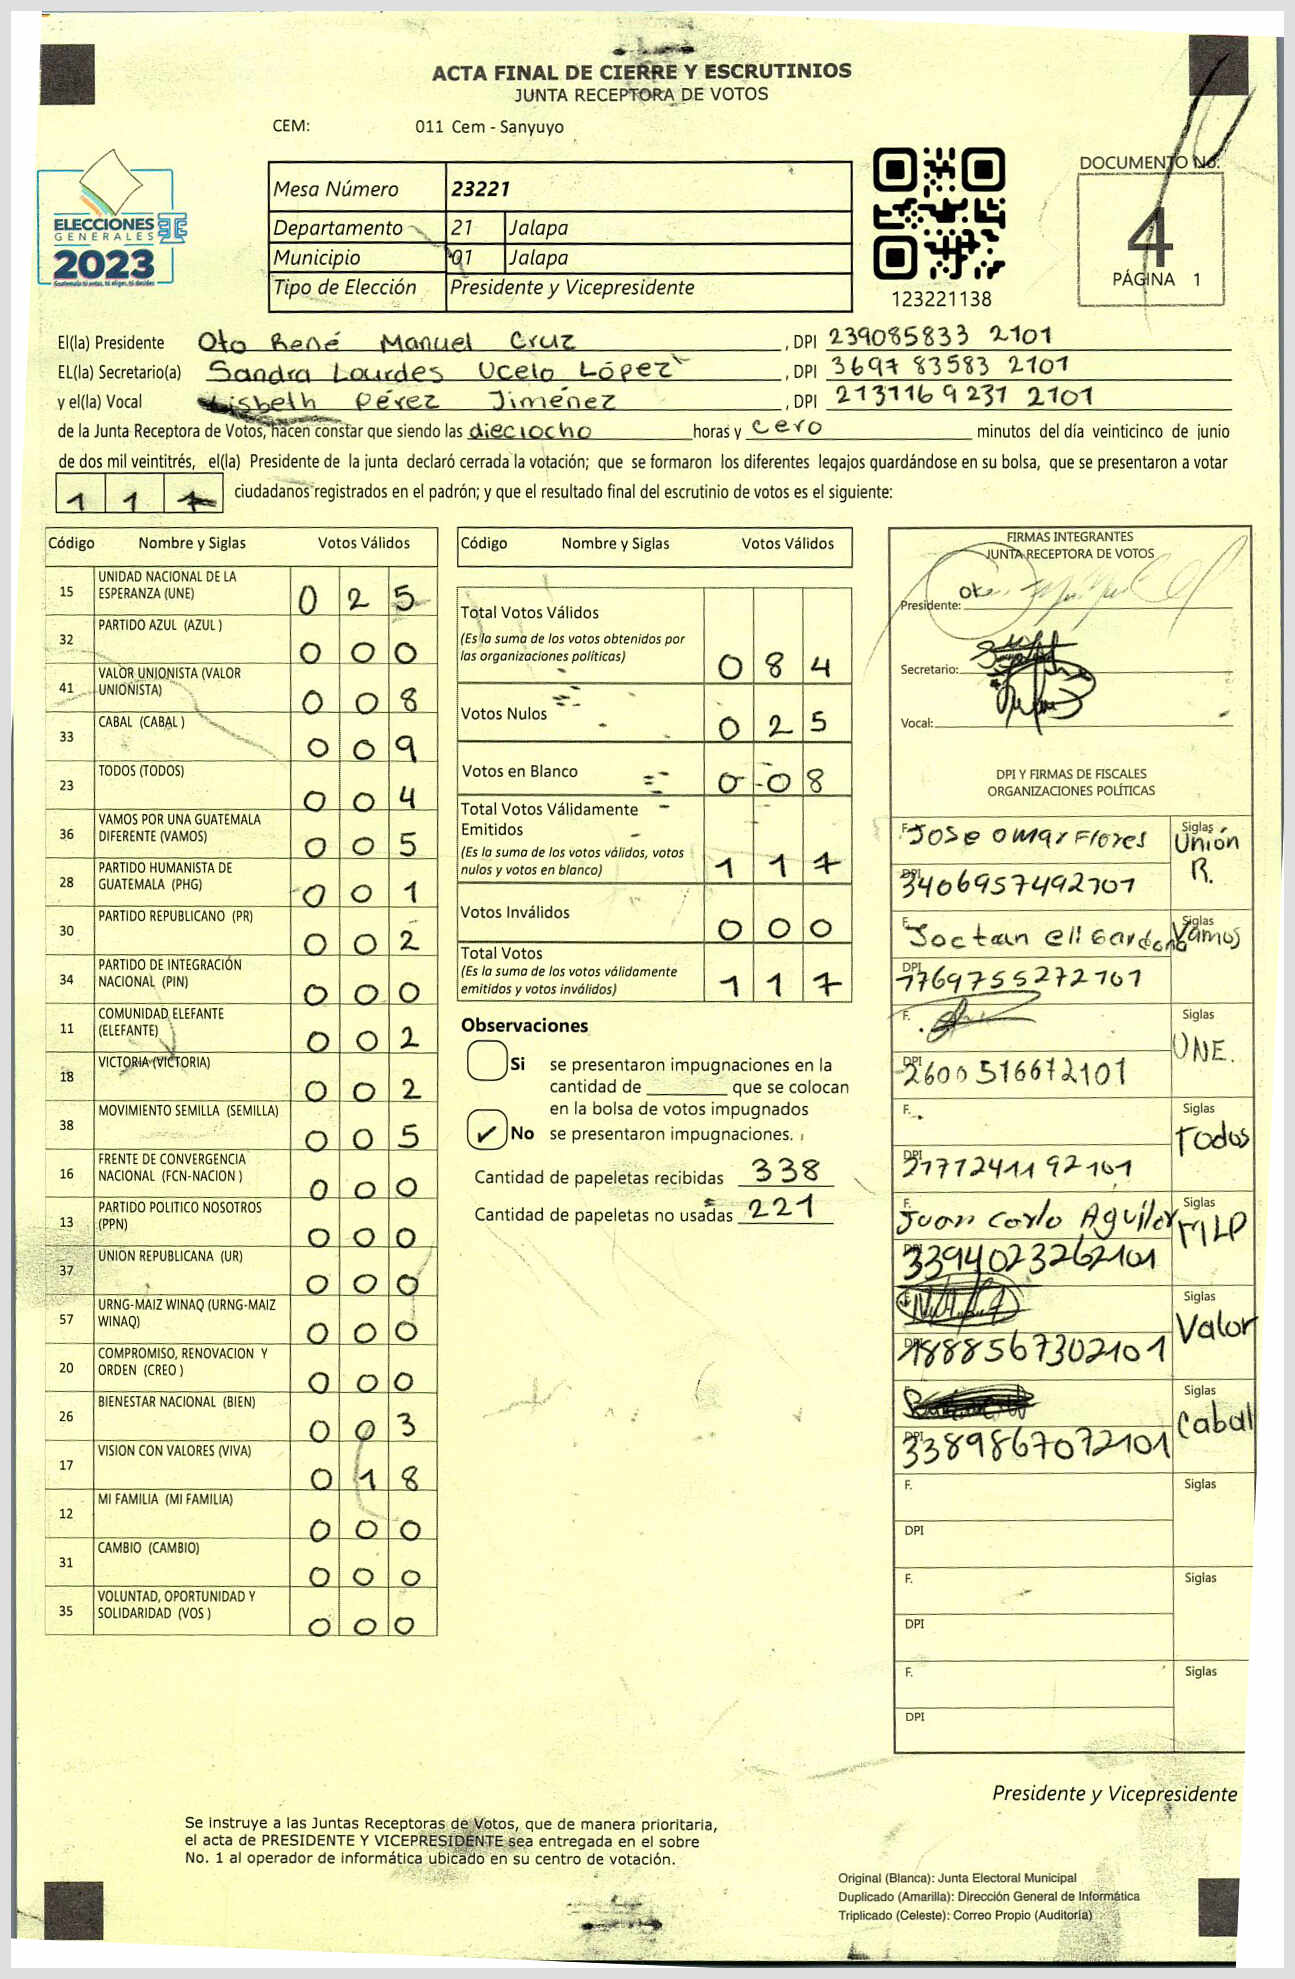 ACTA FINAL DE CIERRE Y ESCRUTINIOS
JUNTA RECEPTORA DE VOTOS
CEM: 011 Cem - Sanyuyo
ELECCIONES
GENERALES
2023
Mesa Número 23221
Departamento 21 Jalapa
Municipio 01 Jalapa
Tipo de Elección Presidente y Vicepresidente
123221138
DOCUMENTO No.
4
PÁGINA 1
El(la) Presidente Oto René Manuel Cruz, DPI 239085833 2101
EL(la) Secretario(a) Sandra Lourdes Ucelo López, DPI 3697 83583 2101
y el(la) Vocal Lisbeth Pérez Jiménez, DPI 2131169231 2101
de la Junta Receptora de Votos, hacen constar que siendo las dieciocho horas y cero minutos del día veinticinco de junio
de dos mil veintitrés, el(la) Presidente de la junta declaró cerrada la votación; que se formaron los diferentes legajos guardándose en su bolsa, que se presentaron a votar
1 1 7 ciudadanos registrados en el padrón; y que el resultado final del escrutinio de votos es el siguiente:
Código Nombre y Siglas Votos Válidos
15 UNIDAD NACIONAL DE LA ESPERANZA (UNE) 0 2 5
32 PARTIDO AZUL (AZUL ) 0 0 0
41 VALOR UNIONISTA (VALOR UNIONISTA) 0 0 8
33 CABAL (CABAL ) 0 0 9
23 TODOS (TODOS) 0 0 4
36 VAMOS POR UNA GUATEMALA DIFERENTE (VAMOS) 0 0 5
28 PARTIDO HUMANISTA DE GUATEMALA (PHG) 0 0 1
30 PARTIDO REPUBLICANO (PR) 0 0 2
34 PARTIDO DE INTEGRACIÓN NACIONAL (PIN) 0 0 0
11 COMUNIDAD ELEFANTE (ELEFANTE) 0 0 2
18 VICTORIA (VICTORIA) 0 0 2
38 MOVIMIENTO SEMILLA (SEMILLA) 0 0 5
16 FRENTE DE CONVERGENCIA NACIONAL (FCN-NACION ) 0 0 0
13 PARTIDO POLITICO NOSOTROS (PPN) 0 0 0
37 UNION REPUBLICANA (UR) 0 0 0
57 URNG-MAIZ WINAQ (URNG-MAIZ WINAQ) 0 0 0
20 COMPROMISO, RENOVACION Y ORDEN (CREO ) 0 0 0
26 BIENESTAR NACIONAL (BIEN) 0 0 3
17 VISION CON VALORES (VIVA) 0 1 8
12 MI FAMILIA (MI FAMILIA) 0 0 0
31 CAMBIO (CAMBIO) 0 0 0
35 VOLUNTAD, OPORTUNIDAD Y SOLIDARIDAD (VOS ) 0 0 0
Código Nombre y Siglas Votos Válidos
Total Votos Válidos 0 8 4
(Es la suma de los votos obtenidos por
las organizaciones políticas)
Votos Nulos 0 2 5
Votos en Blanco 0 0 8
Total Votos Válidamente
Emitidos 1 1 7
(Es la suma de los votos válidos, votos
nulos y votos en blanco)
Votos Inválidos 0 0 0
Total Votos 1 1 7
(Es la suma de los votos válidamente
emitidos y votos inválidos)
Observaciones
Si se presentaron impugnaciones en la
cantidad de ________ que se colocan
en la bolsa de votos impugnados
No se presentaron impugnaciones.
Cantidad de papeletas recibidas 338
Cantidad de papeletas no usadas 221
FIRMAS INTEGRANTES
JUNTA RECEPTORA DE VOTOS
Presidente:
Secretario:
Vocal:
DPI Y FIRMAS DE FISCALES
ORGANIZACIONES POLÍTICAS
F. Jose Omar Flores Siglas Unión R.
DPI 3406957492101
F. Joctan Eli Siglas Vamos
DPI 1769755272101
F. Siglas UNE.
DPI 2600516672101
F. Siglas Todos
DPI
F. Juan Carlo Aguilar Siglas MLP
DPI 3394023262101
F. Siglas Valor
DPI 1888567302101
F. Siglas Cabal
DPI 3389867072101
F. Siglas
DPI
F. Siglas
DPI
F. Siglas
DPI
Presidente y Vicepresidente
Se instruye a las Juntas Receptoras de Votos, que de manera prioritaria,
el acta de PRESIDENTE Y VICEPRESIDENTE sea entregada en el sobre
No. 1 al operador de informática ubicado en su centro de votación.
Original (Blanca): Junta Electoral Municipal
Duplicado (Amarilla): Dirección General de Informática
Triplicado (Celeste): Correo Propio (Auditoría)